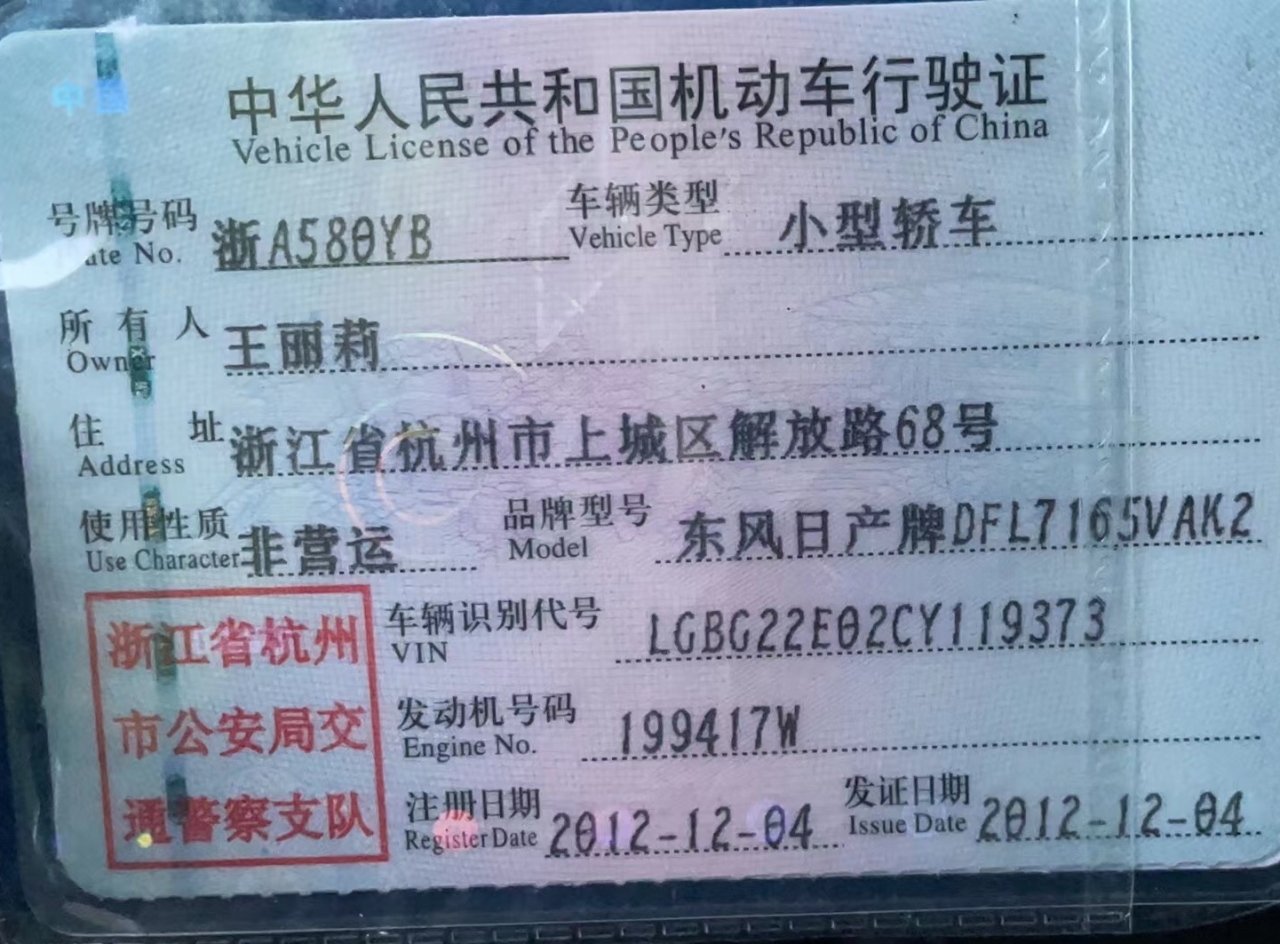 中华人民共和国机动车行驶证
Vehicle License of the People's Republic of China
号牌号码 浙A580YB 车辆类型 小型轿车
ate No. Vehicle Type
所有人 王丽莉
Owner
住址 浙江省杭州市上城区解放路68号
Address
使用性质 非营运 品牌型号 东风日产牌DFL7165VAK2
Use Character Model
浙江省杭州
市公安局交
通警察支队
车辆识别代号 LGBG22E02CY119373
VIN
发动机号码 199417W
Engine No.
注册日期 2012-12-04 发证日期 2012-12-04
Register Date Issue Date